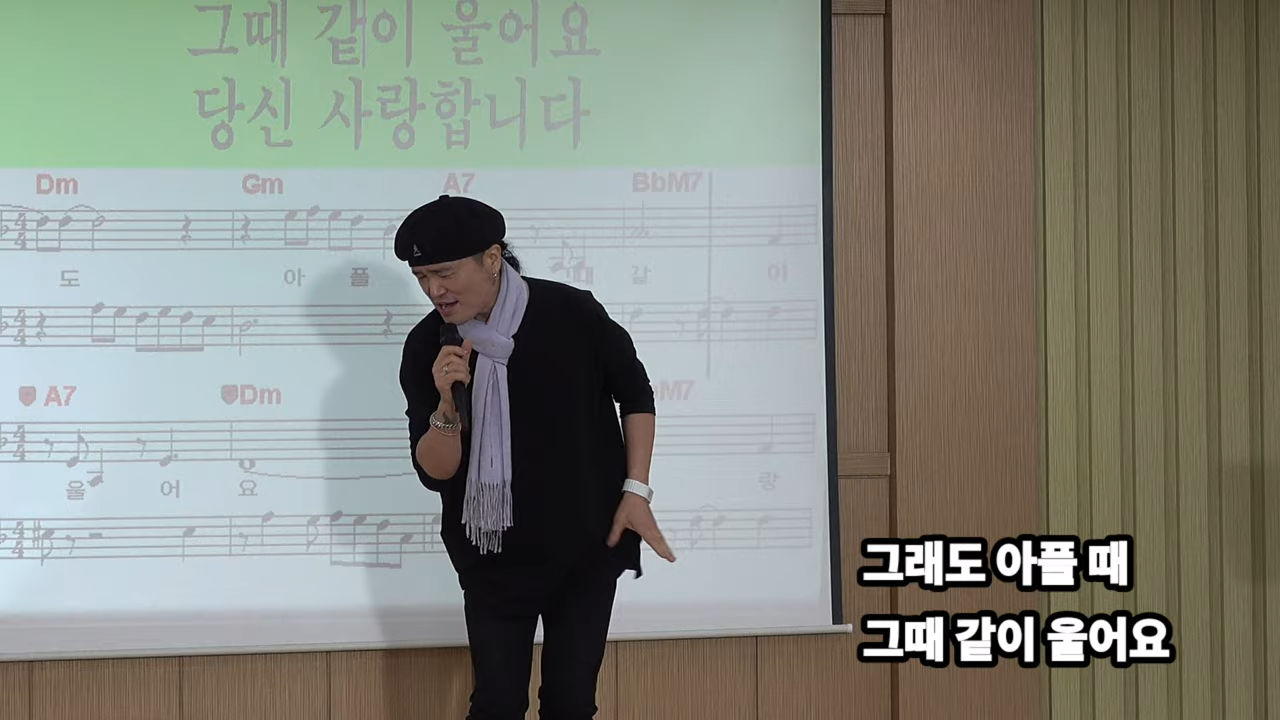 그때 같이 울어요
당신 사랑합니다
Dm Gm A7 BbM7
도 아 플 때 같 이
A7 Dm M7
울 어 요 랑
그래도 아플 때
그때 같이 울어요